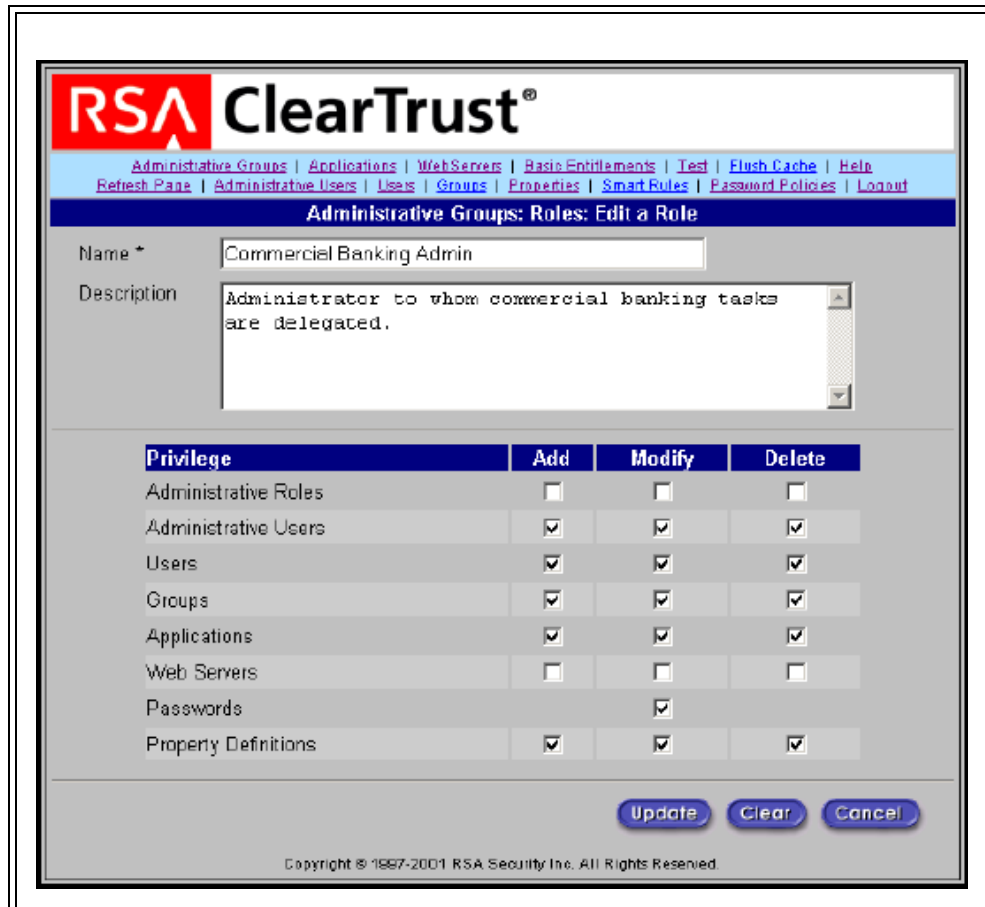 RSA ClearTrust®
Administrative Groups | Applications | Web Servers | Basic Entitlements | Test | Flush Cache | Help
Refresh Page | Administrative Users | Users | Groups | Properties | Smart Rules | Password Policies | Logout
Administrative Groups: Roles: Edit a Role
Name * Commercial Banking Admin
Description Administrator to whom commercial banking tasks
are delegated.
Privilege Add Modify Delete
Administrative Roles
Administrative Users
Users
Groups
Applications
Web Servers
Passwords
Property Definitions
Update Clear Cancel
Copyright © 1997-2001 RSA Security Inc. All Rights Reserved.